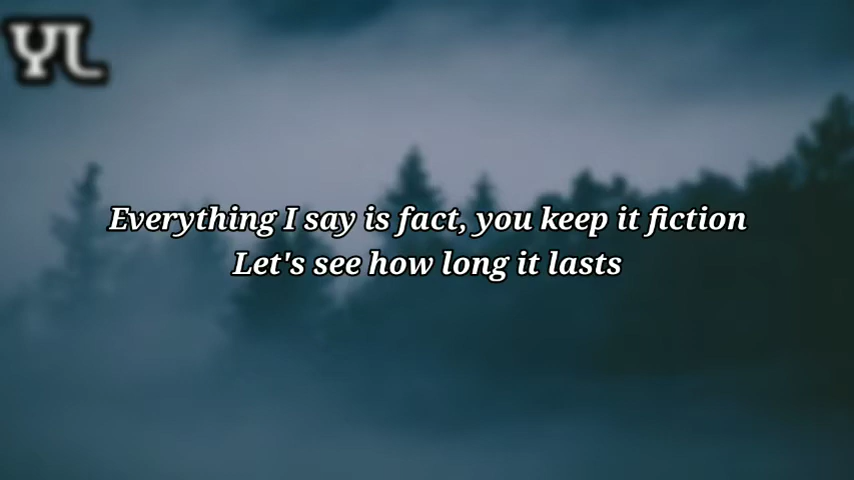 YL
Everything I say is fact, you keep it fiction
Let's see how long it lasts